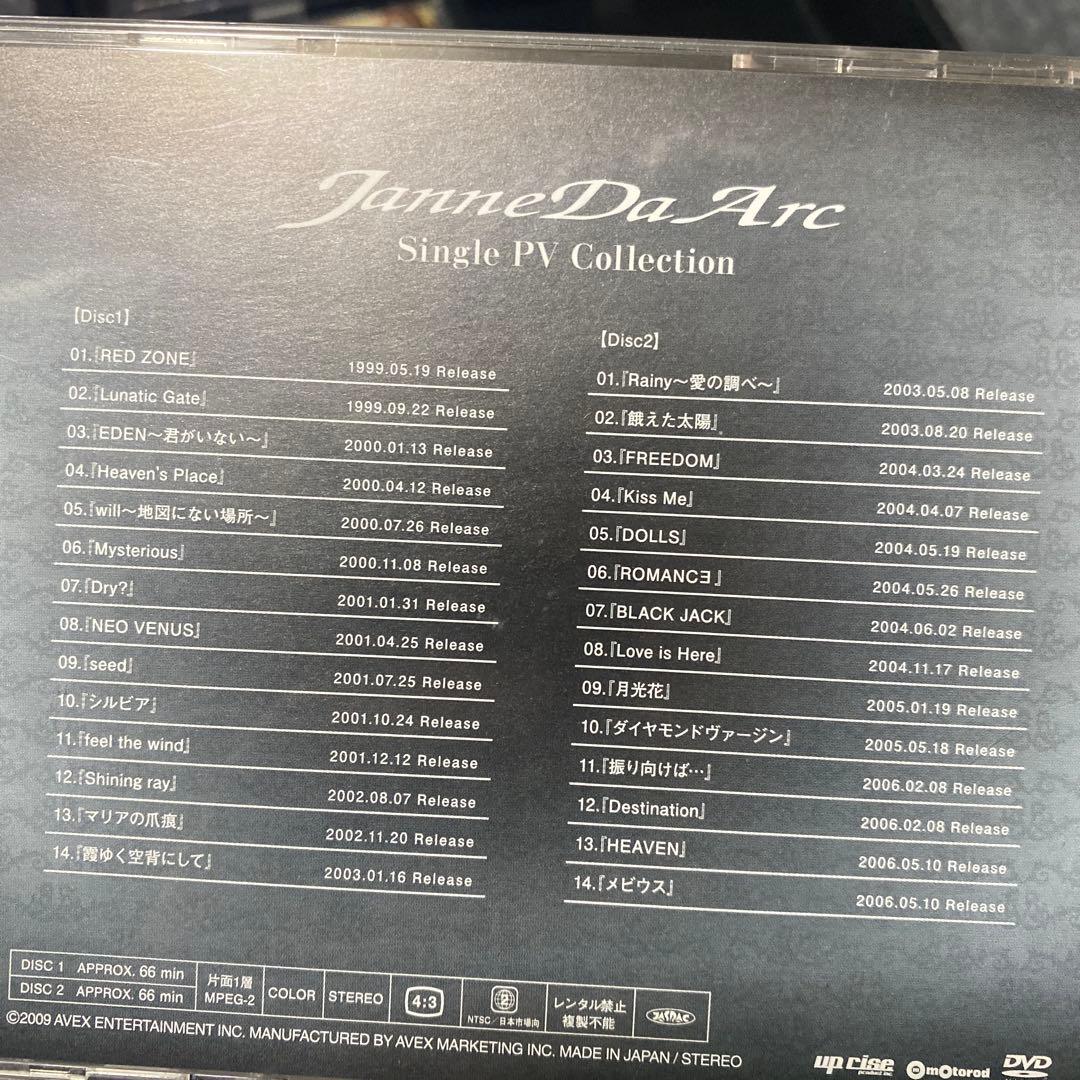 Janne Da Arc
Single PV Collection
【Disc1】
01.『RED ZONE』 1999.05.19 Release
02.『Lunatic Gate』 1999.09.22 Release
03.『EDEN〜君がいない〜』 2000.01.13 Release
04.『Heaven's Place』 2000.04.12 Release
05.『will〜地図にない場所〜』 2000.07.26 Release
06.『Mysterious』 2000.11.08 Release
07.『Dry?』 2001.01.31 Release
08.『NEO VENUS』 2001.04.25 Release
09.『seed』 2001.07.25 Release
10.『シルビア』 2001.10.24 Release
11.『feel the wind』 2001.12.12 Release
12.『Shining ray』 2002.08.07 Release
13.『マリアの爪痕』 2002.11.20 Release
14.『霞ゆく空背にして』 2003.01.16 Release
【Disc2】
01.『Rainy〜愛の調べ〜』 2003.05.08 Release
02.『餓えた太陽』 2003.08.20 Release
03.『FREEDOM』 2004.03.24 Release
04.『Kiss Me』 2004.04.07 Release
05.『DOLLS』 2004.05.19 Release
06.『ROMANCƎ』 2004.05.26 Release
07.『BLACK JACK』 2004.06.02 Release
08.『Love is Here』 2004.11.17 Release
09.『月光花』 2005.01.19 Release
10.『ダイヤモンドヴァージン』 2005.05.18 Release
11.『振り向けば…』 2006.02.08 Release
12.『Destination』 2006.02.08 Release
13.『HEAVEN』 2006.05.10 Release
14.『メビウス』 2006.05.10 Release
DISC 1 APPROX. 66 min
DISC 2 APPROX. 66 min
片面1層
MPEG-2
COLOR
STEREO
4:3
2
NTSC/日本市場向
レンタル禁止
複製不能
JASRAC
©2009 AVEX ENTERTAINMENT INC. MANUFACTURED BY AVEX MARKETING INC. MADE IN JAPAN / STEREO
up rise
product inc.
motorod
DVD